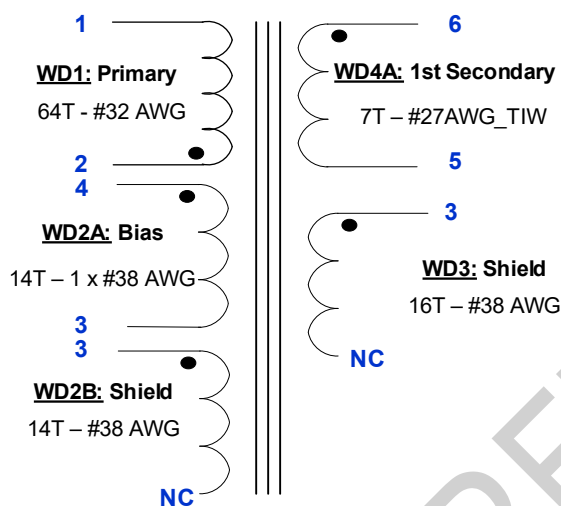 1
WD1: Primary
64T - #32 AWG
2
4
WD2A: Bias
14T – 1 x #38 AWG
3
3
WD2B: Shield
14T – #38 AWG
NC
6
WD4A: 1st Secondary
7T – #27AWG_TIW
5
3
WD3: Shield
16T – #38 AWG
NC